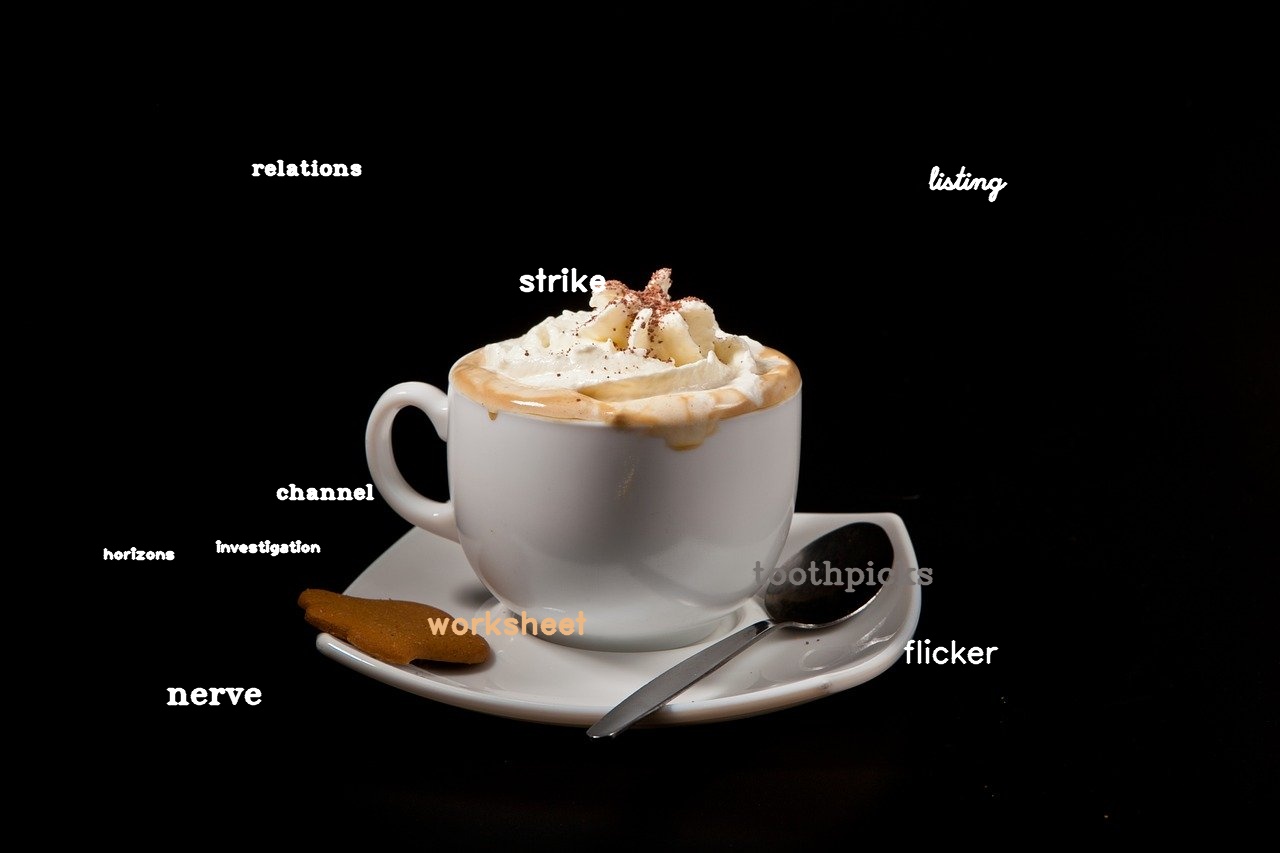 relations
listing
strike
channel
investigation
horizons
toothpicks
worksheet
flicker
nerve